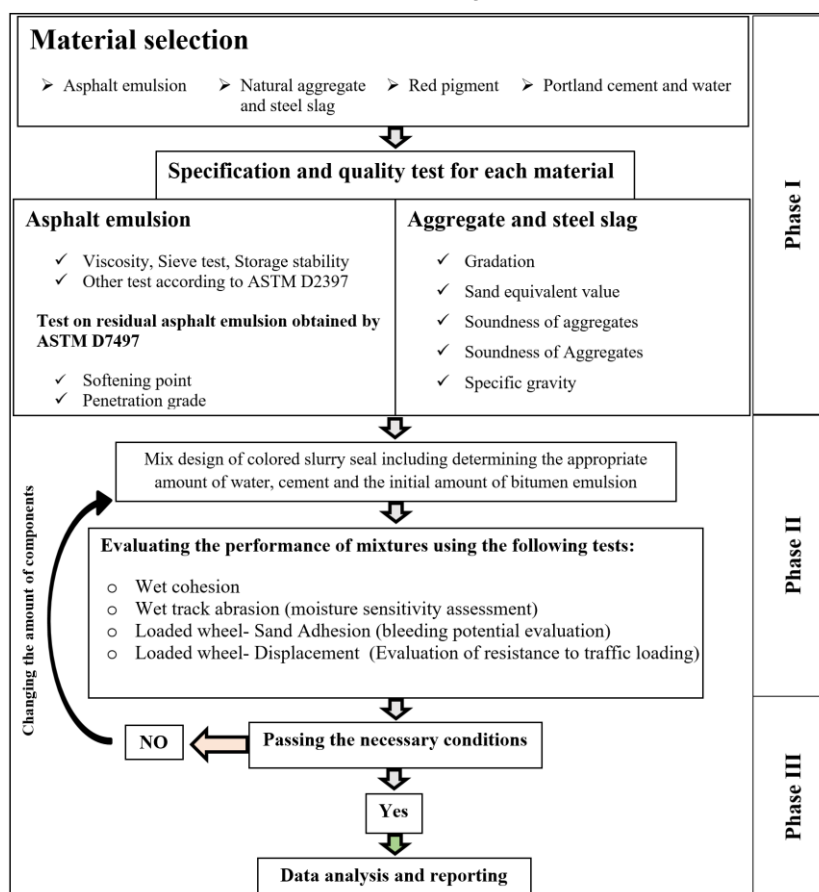 Material selection
➤ Asphalt emulsion ➤ Natural aggregate ➤ Red pigment ➤ Portland cement and water
and steel slag
Specification and quality test for each material
Phase I
Asphalt emulsion
✓ Viscosity, Sieve test, Storage stability
✓ Other test according to ASTM D2397
Test on residual asphalt emulsion obtained by
ASTM D7497
✓ Softening point
✓ Penetration grade
Aggregate and steel slag
✓ Gradation
✓ Sand equivalent value
✓ Soundness of aggregates
✓ Soundness of Aggregates
✓ Specific gravity
Mix design of colored slurry seal including determining the appropriate
amount of water, cement and the initial amount of bitumen emulsion
Phase II
Changing the amount of components
Evaluating the performance of mixtures using the following tests:
o Wet cohesion
o Wet track abrasion (moisture sensitivity assessment)
o Loaded wheel- Sand Adhesion (bleeding potential evaluation)
o Loaded wheel- Displacement (Evaluation of resistance to traffic loading)
NO
Passing the necessary conditions
Phase III
Yes
Data analysis and reporting